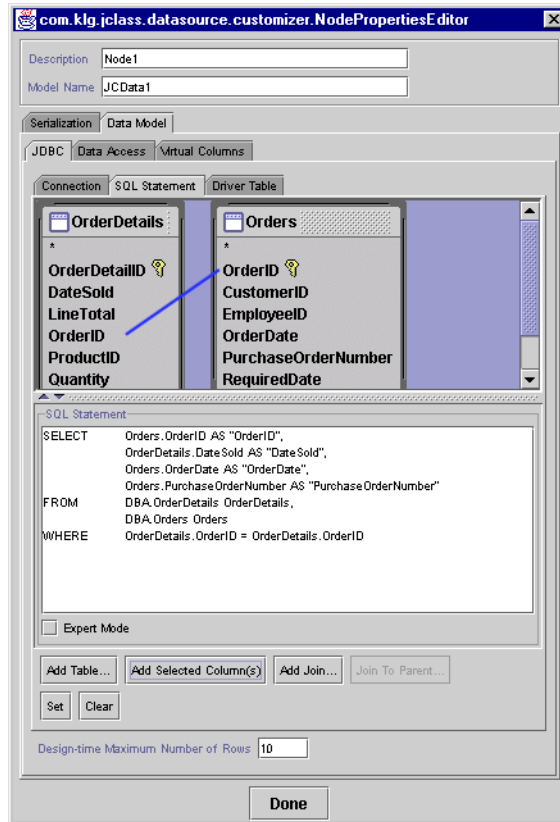 com.klg.jclass.datasource.customizer.NodePropertiesEditor
Description Node1
Model Name JCData1
Serialization Data Model
JDBC Data Access Virtual Columns
Connection SQL Statement Driver Table
OrderDetails
*
OrderDetailID
DateSold
LineTotal
OrderID
ProductID
Quantity
Orders
*
OrderID
CustomerID
EmployeeID
OrderDate
PurchaseOrderNumber
RequiredDate
SQL Statement
SELECT Orders.OrderID AS "OrderID",
OrderDetails.DateSold AS "DateSold",
Orders.OrderDate AS "OrderDate",
Orders.PurchaseOrderNumber AS "PurchaseOrderNumber"
FROM DBA.OrderDetails OrderDetails,
DBA.Orders Orders
WHERE OrderDetails.OrderID = OrderDetails.OrderID
Expert Mode
Add Table... Add Selected Column(s) Add Join... Join To Parent...
Set Clear
Design-time Maximum Number of Rows 10
Done